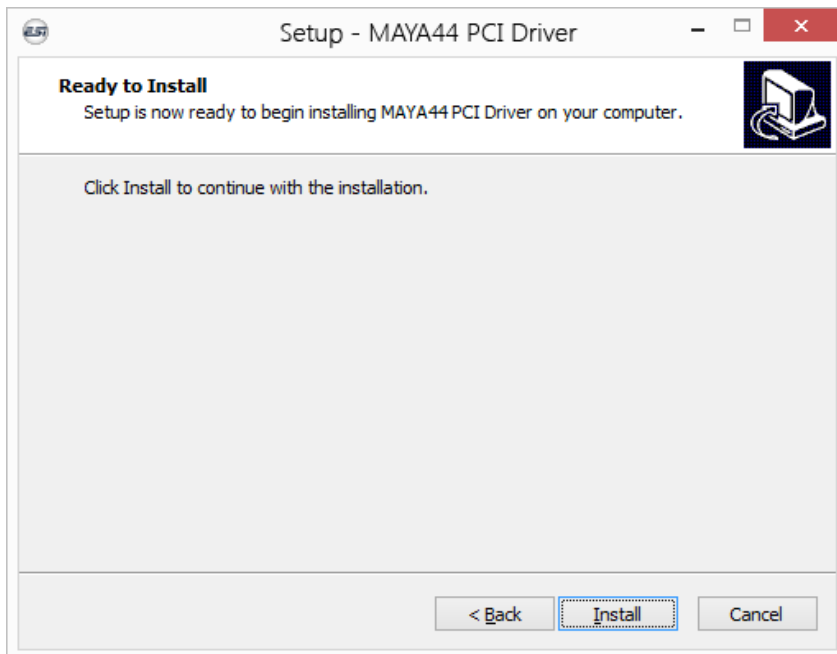 ESI
Setup - MAYA44 PCI Driver
Ready to Install
Setup is now ready to begin installing MAYA44 PCI Driver on your computer.
Click Install to continue with the installation.
< Back
Install
Cancel